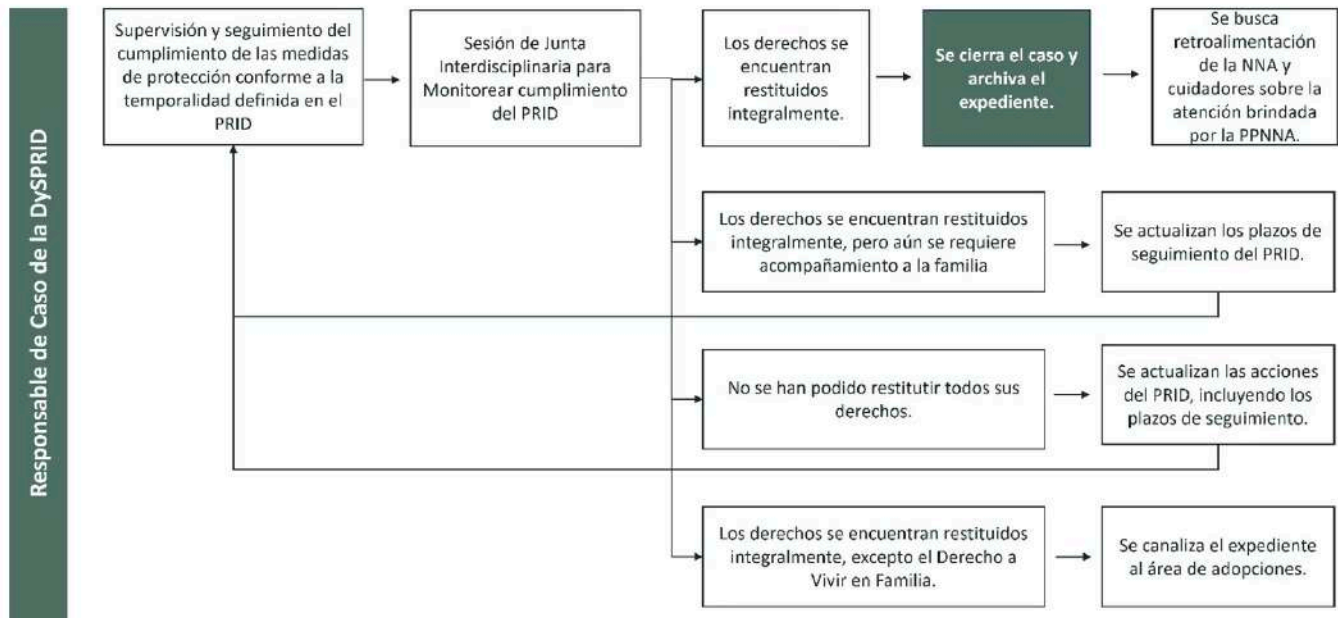 Responsable de Caso de la DySPRID
Supervisión y seguimiento del
cumplimiento de las medidas
de protección conforme a la
temporalidad definida en el
PRID
Sesión de Junta
Interdisciplinaria para
Monitorear cumplimiento
del PRID
Los derechos se
encuentran
restituidos
integralmente.
Se cierra el caso y
archiva el
expediente.
Se busca
retroalimentación
de la NNA y
cuidadores sobre la
atención brindada
por la PPNNA.
Los derechos se encuentran restituidos
integralmente, pero aún se requiere
acompañamiento a la familia
Se actualizan los plazos de
seguimiento del PRID.
No se han podido restitutir todos sus
derechos.
Se actualizan las acciones
del PRID, incluyendo los
plazos de seguimiento.
Los derechos se encuentran restituidos
integralmente, excepto el Derecho a
Vivir en Familia.
Se canaliza el expediente
al área de adopciones.